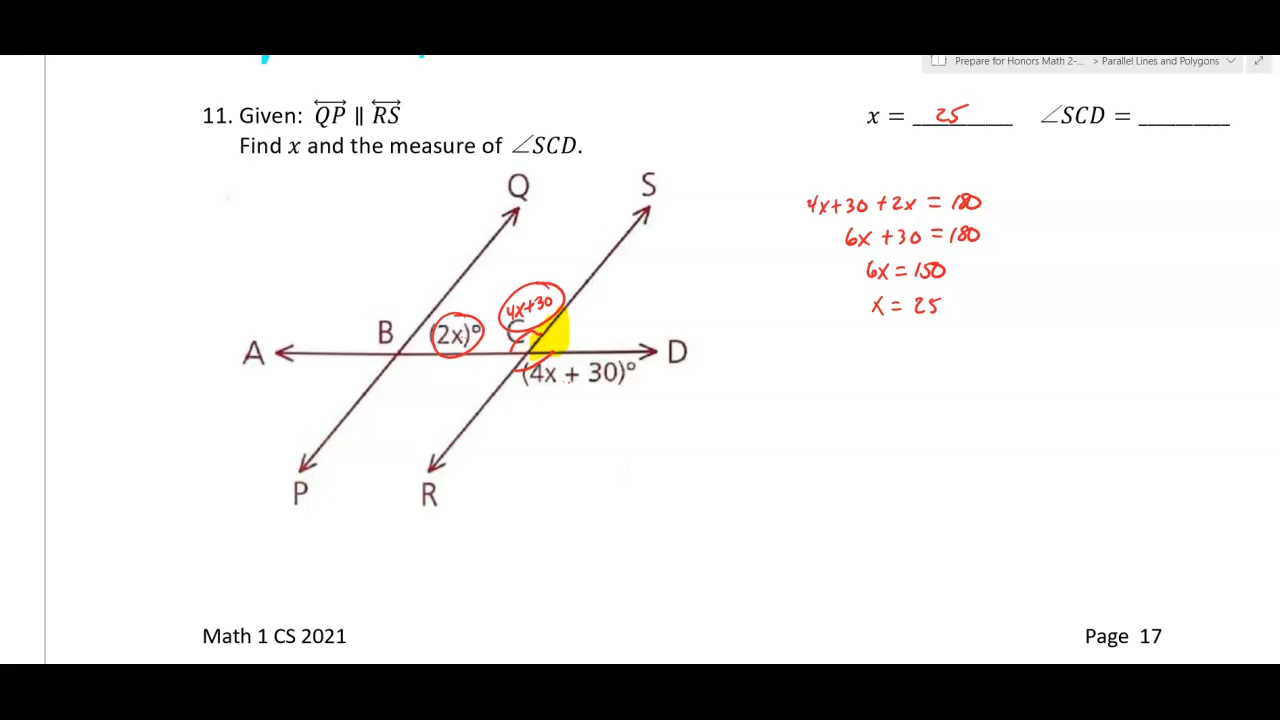 Prepare for Honors Math 2-... > Parallel Lines and Polygons
11. Given: QP ∥ RS
x = 25 ∠SCD = ________
Find x and the measure of ∠SCD.
Q
S
4x+30 + 2x = 180
6x + 30 = 180
6x = 150
x = 25
4x+30
B
(2x)°
C
A
D
(4x + 30)°
P
R
Math 1 CS 2021
Page 17